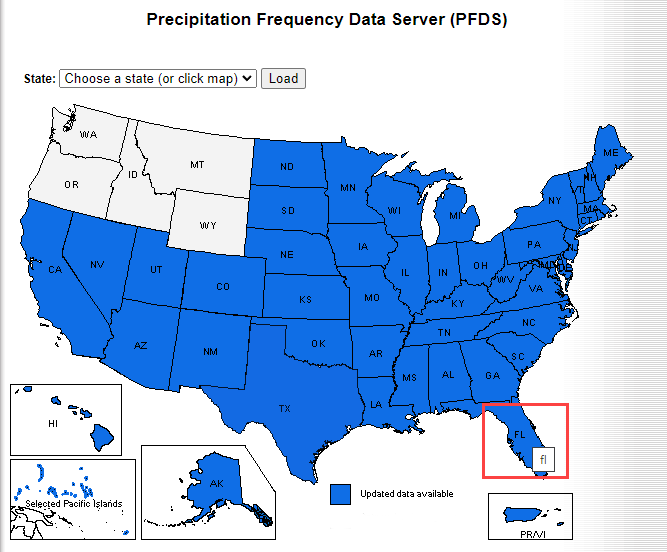 Precipitation Frequency Data Server (PFDS)
State: Choose a state (or click map) Load
WA
MT
ND
ME
OR
ID
MN
VT
NH
SD
WI
MI
NY
MA
WY
CT
NE
IA
PA
NJ
CA
NV
UT
CO
IL
IN
OH
MD
DE
WV
VA
KS
MO
KY
NC
AZ
NM
OK
TN
AR
SC
MS
AL
GA
TX
LA
HI
FL
fl
AK
Selected Pacific Islands
Updated data available
PR/VI